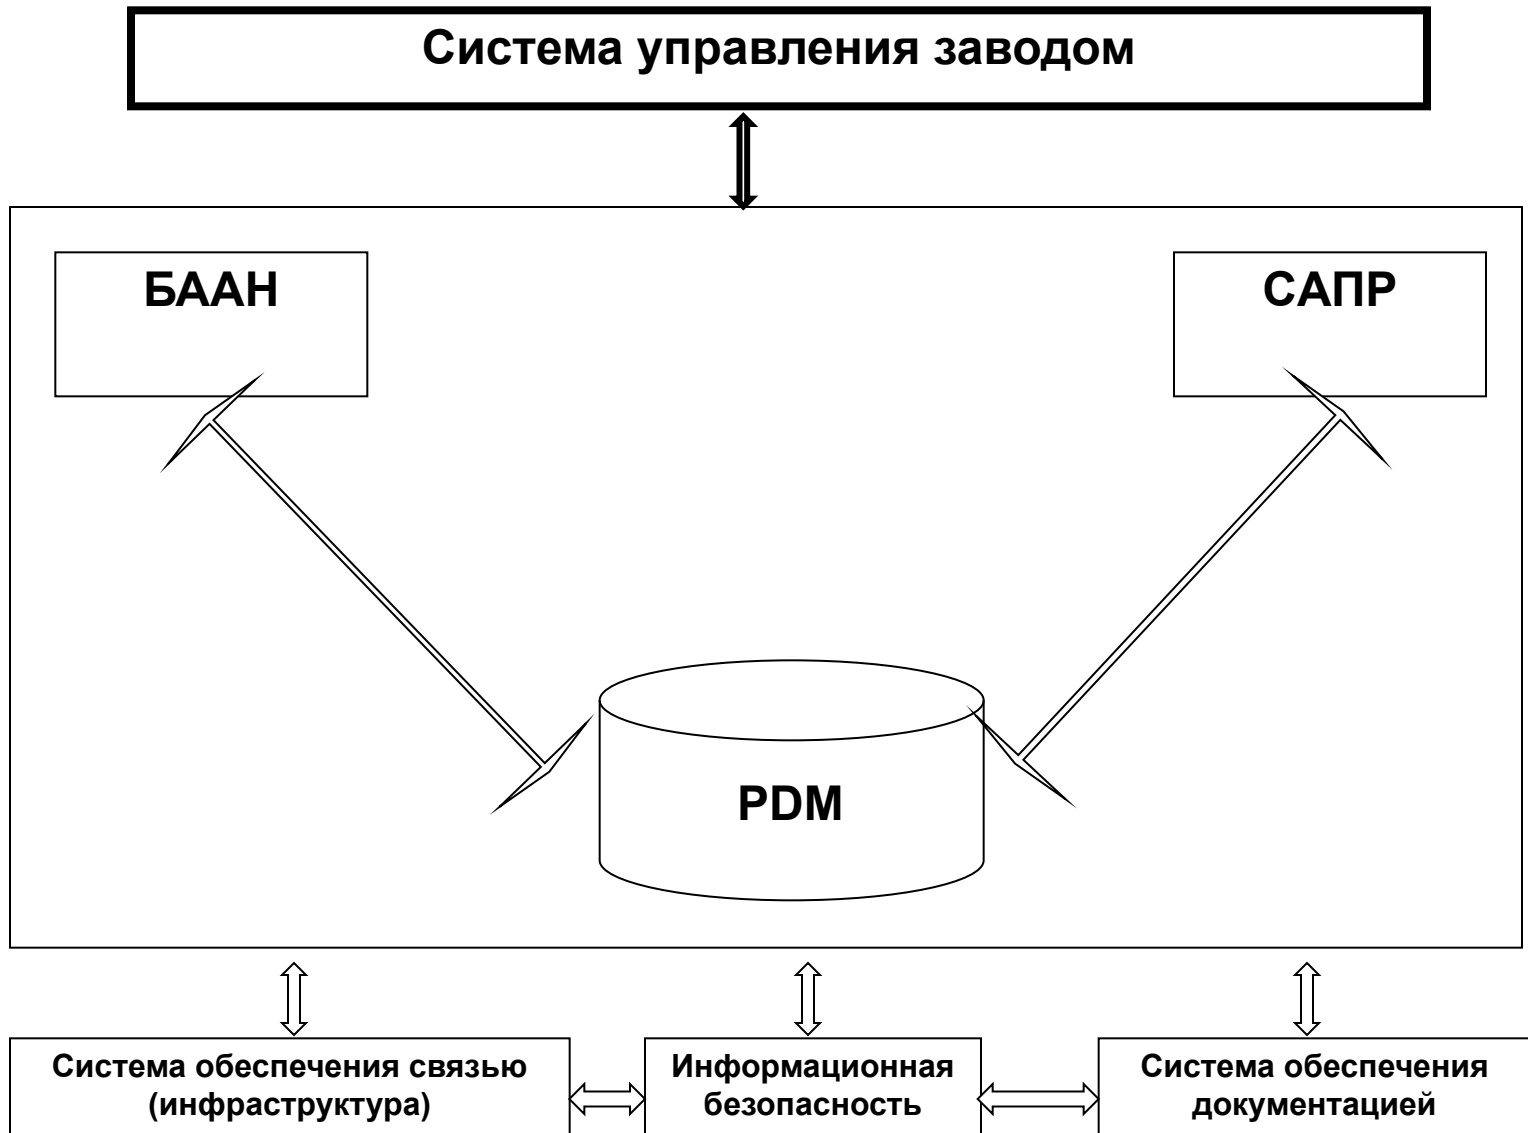 Система управления заводом
БААН
САПР
PDM
Система обеспечения связью
(инфраструктура)
Информационная
безопасность
Система обеспечения
документацией